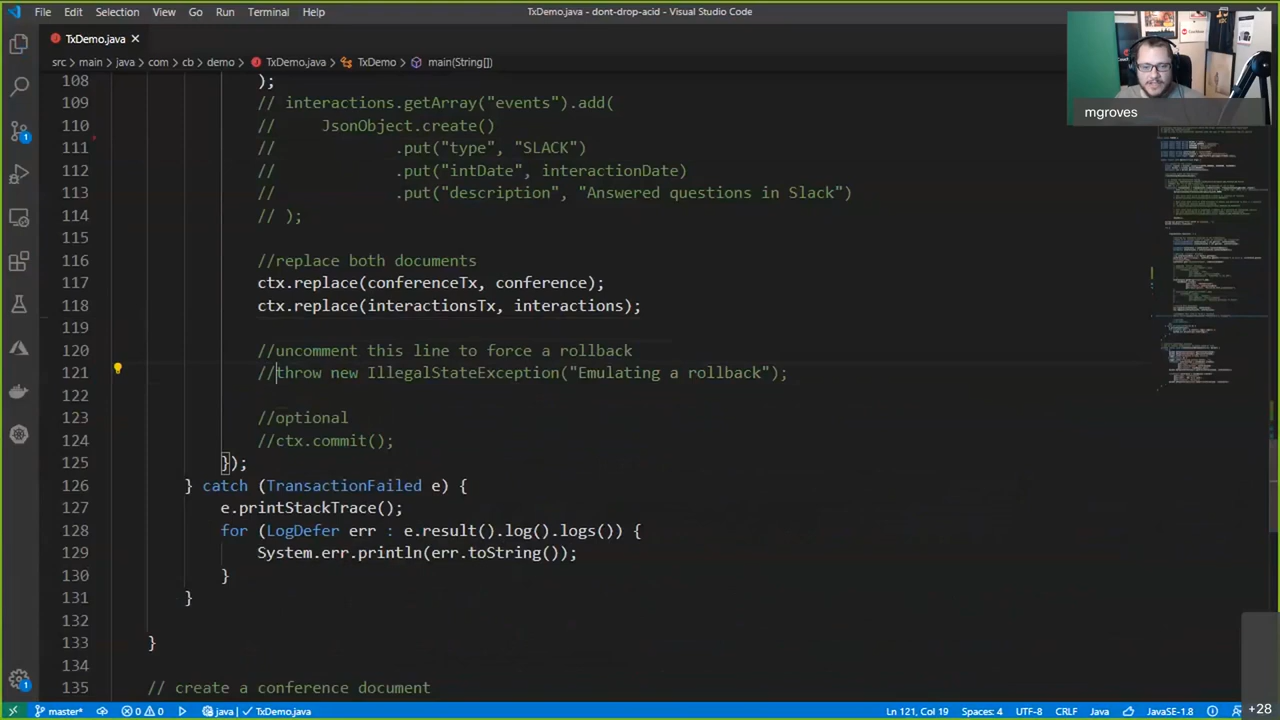 File Edit Selection View Go Run Terminal Help
TxDemo.java - dont-drop-acid - Visual Studio Code
TxDemo.java
src > main > java > com > cb > demo > TxDemo.java > TxDemo > main(String[])
mgroves
108 );
109 // interactions.getArray("events").add(
110 // JsonObject.create()
111 // .put("type", "SLACK")
112 // .put("indate", interactionDate)
113 // .put("description", "Answered questions in Slack")
114 // );
115
116 //replace both documents
117 ctx.replace(conferenceTx, conference);
118 ctx.replace(interactionsTx, interactions);
119
120 //uncomment this line to force a rollback
121 //throw new IllegalStateException("Emulating a rollback");
122
123 //optional
124 //ctx.commit();
125 });
126 } catch (TransactionFailed e) {
127 e.printStackTrace();
128 for (LogDefer err : e.result().log().logs()) {
129 System.err.println(err.toString());
130 }
131 }
132
133 }
134
135 // create a conference document
master* 0 0 java | TxDemo.java Ln 121, Col 19 Spaces: 4 UTF-8 CRLF Java JavaSE-1.8
+28